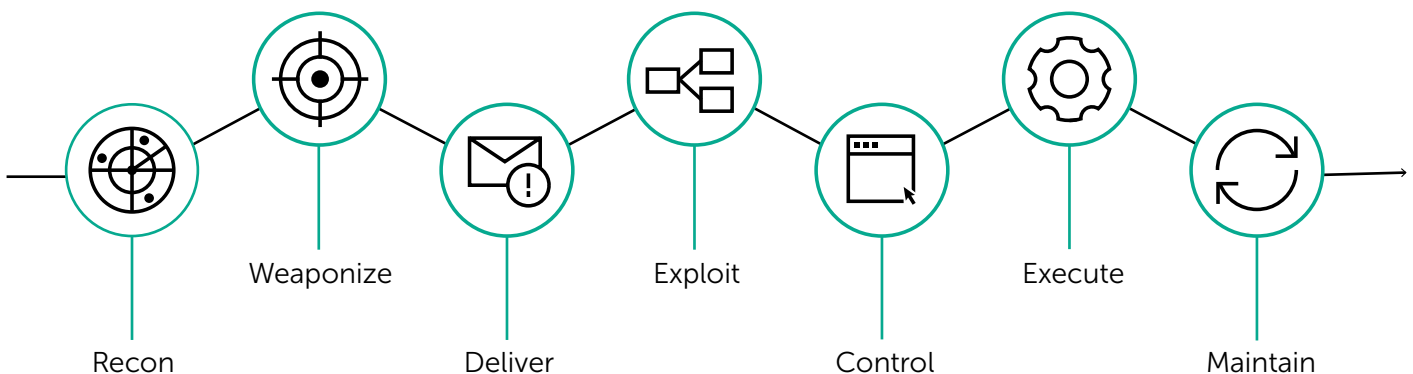 Recon
Weaponize
Deliver
Exploit
Control
Execute
Maintain